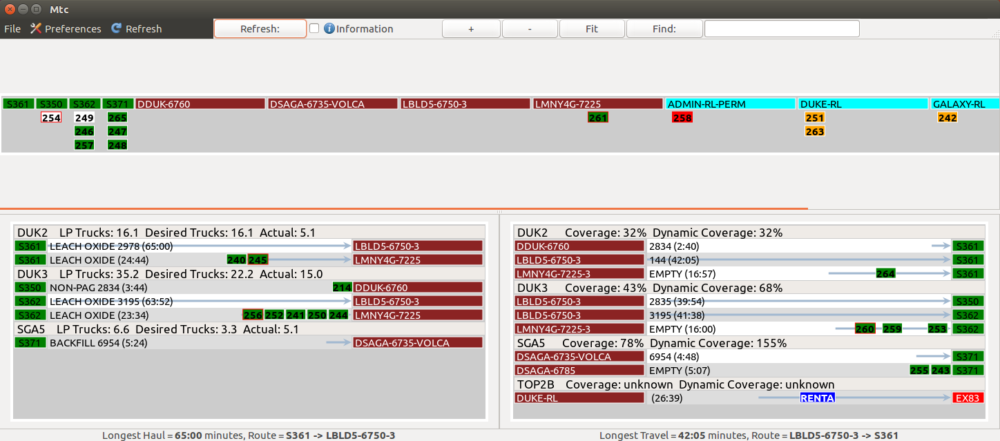 Mtc
File Preferences Refresh Refresh: Information + - Fit Find:
S361 S350 S362 S371 DDUK-6760 DSAGA-6735-VOLCA LBLD5-6750-3 LMNY4G-7225 ADMIN-RL-PERM DUKE-RL GALAXY-RL
254 249 265 261 258 251 242
246 247 263
257 248
DUK2 LP Trucks: 16.1 Desired Trucks: 16.1 Actual: 5.1
S361 LEACH OXIDE 2978 (65:00) LBLD5-6750-3
S361 LEACH OXIDE (24:44) 240 245 LMNY4G-7225
DUK3 LP Trucks: 35.2 Desired Trucks: 22.2 Actual: 15.0
S350 NON-PAG 2834 (3:44) 214 DDUK-6760
S362 LEACH OXIDE 3195 (63:52) LBLD5-6750-3
S362 LEACH OXIDE (23:34) 256 252 241 250 244 LMNY4G-7225
SGA5 LP Trucks: 6.6 Desired Trucks: 3.3 Actual: 5.1
S371 BACKFILL 6954 (5:24) DSAGA-6735-VOLCA
Longest Haul = 65:00 minutes, Route = S361 -> LBLD5-6750-3
DUK2 Coverage: 32% Dynamic Coverage: 32%
DDUK-6760 2834 (2:40) S361
LBLD5-6750-3 144 (42:05) S361
LMNY4G-7225-3 EMPTY (16:57) 264 S361
DUK3 Coverage: 43% Dynamic Coverage: 68%
LBLD5-6750-3 2835 (39:54) S350
LBLD5-6750-3 3195 (41:38) S362
LMNY4G-7225-3 EMPTY (16:00) 260 259 253 S362
SGA5 Coverage: 78% Dynamic Coverage: 155%
DSAGA-6735-VOLCA 6954 (4:48) S371
DSAGA-6785 EMPTY (5:07) 255 243 S371
TOP2B Coverage: unknown Dynamic Coverage: unknown
DUKE-RL (26:39) RENTA EX83
Longest Travel = 42:05 minutes, Route = LBLD5-6750-3 -> S361